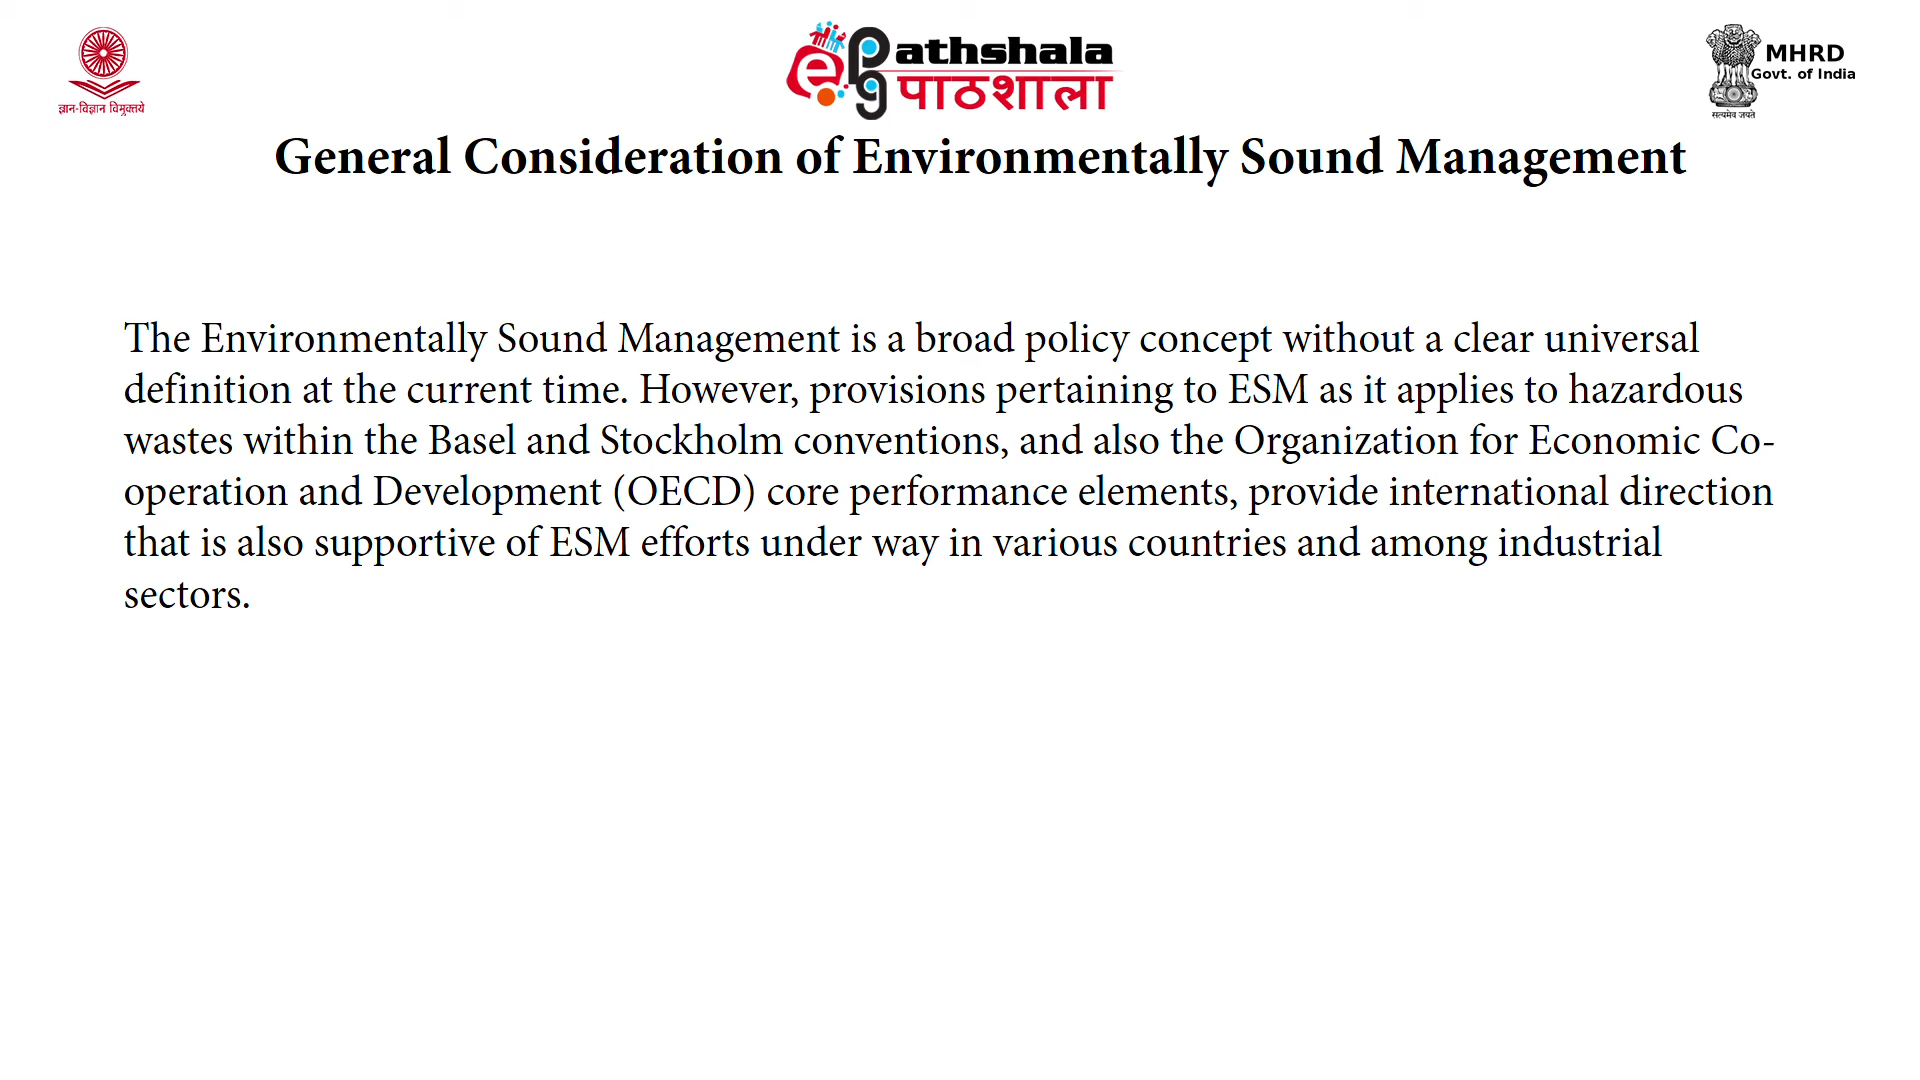 ज्ञान-विज्ञान विमुक्तये
e PG athshala
पाठशाला
MHRD
Govt. of India
सत्यमेव जयते
General Consideration of Environmentally Sound Management
The Environmentally Sound Management is a broad policy concept without a clear universal
definition at the current time. However, provisions pertaining to ESM as it applies to hazardous
wastes within the Basel and Stockholm conventions, and also the Organization for Economic Co-
operation and Development (OECD) core performance elements, provide international direction
that is also supportive of ESM efforts under way in various countries and among industrial
sectors.